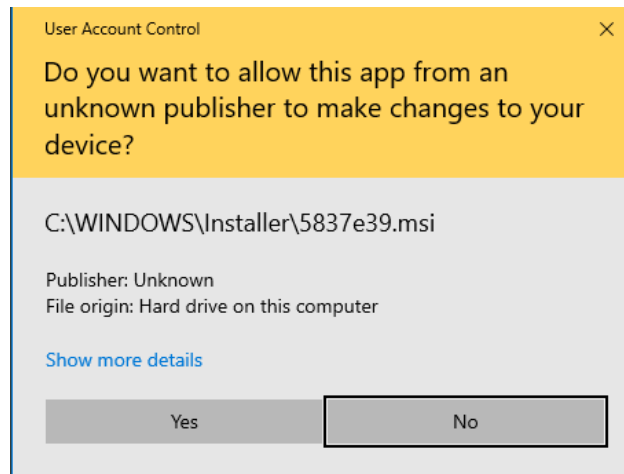 User Account Control
Do you want to allow this app from an
unknown publisher to make changes to your
device?
C:\WINDOWS\Installer\5837e39.msi
Publisher: Unknown
File origin: Hard drive on this computer
Show more details
Yes
No